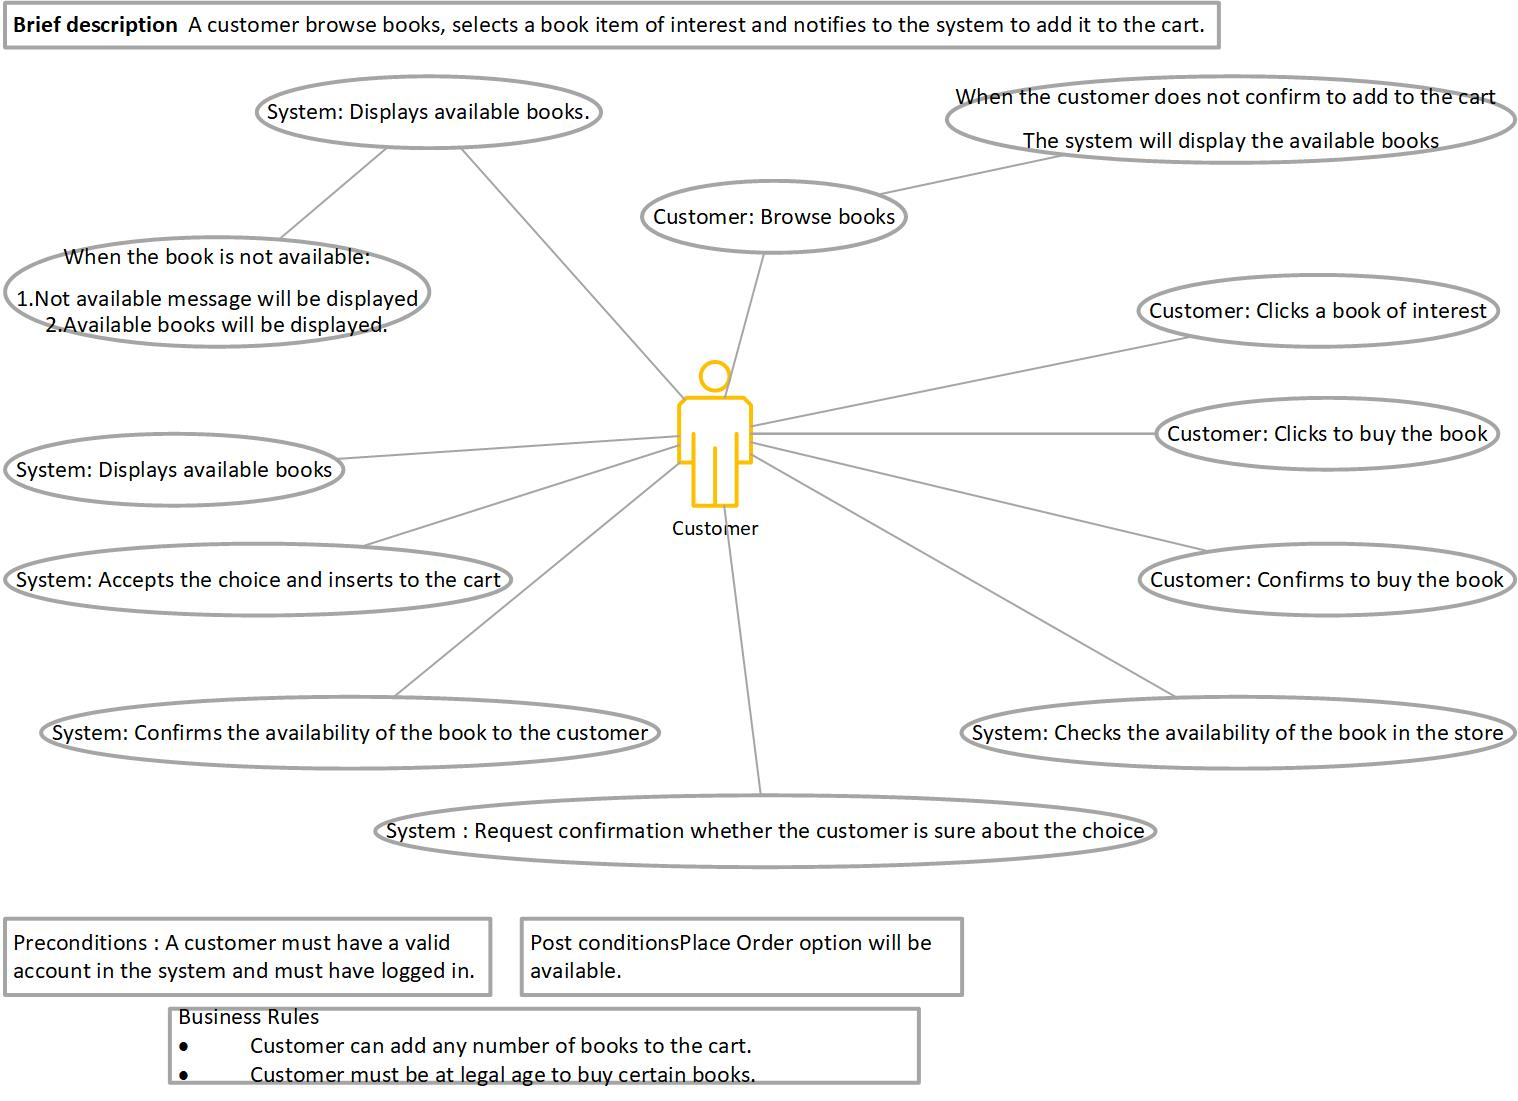 Brief description  A customer browse books, selects a book item of interest and notifies to the system to add it to the cart.
System: Displays available books.
When the customer does not confirm to add to the cart
The system will display the available books
Customer: Browse books
When the book is not available:
1.Not available message will be displayed
2.Available books will be displayed.
Customer: Clicks a book of interest
Customer: Clicks to buy the book
System: Displays available books
Customer
System: Accepts the choice and inserts to the cart
Customer: Confirms to buy the book
System: Confirms the availability of the book to the customer
System: Checks the availability of the book in the store
System : Request confirmation whether the customer is sure about the choice
Preconditions : A customer must have a valid
account in the system and must have logged in.
Post conditionsPlace Order option will be
available.
Business Rules
• Customer can add any number of books to the cart.
• Customer must be at legal age to buy certain books.